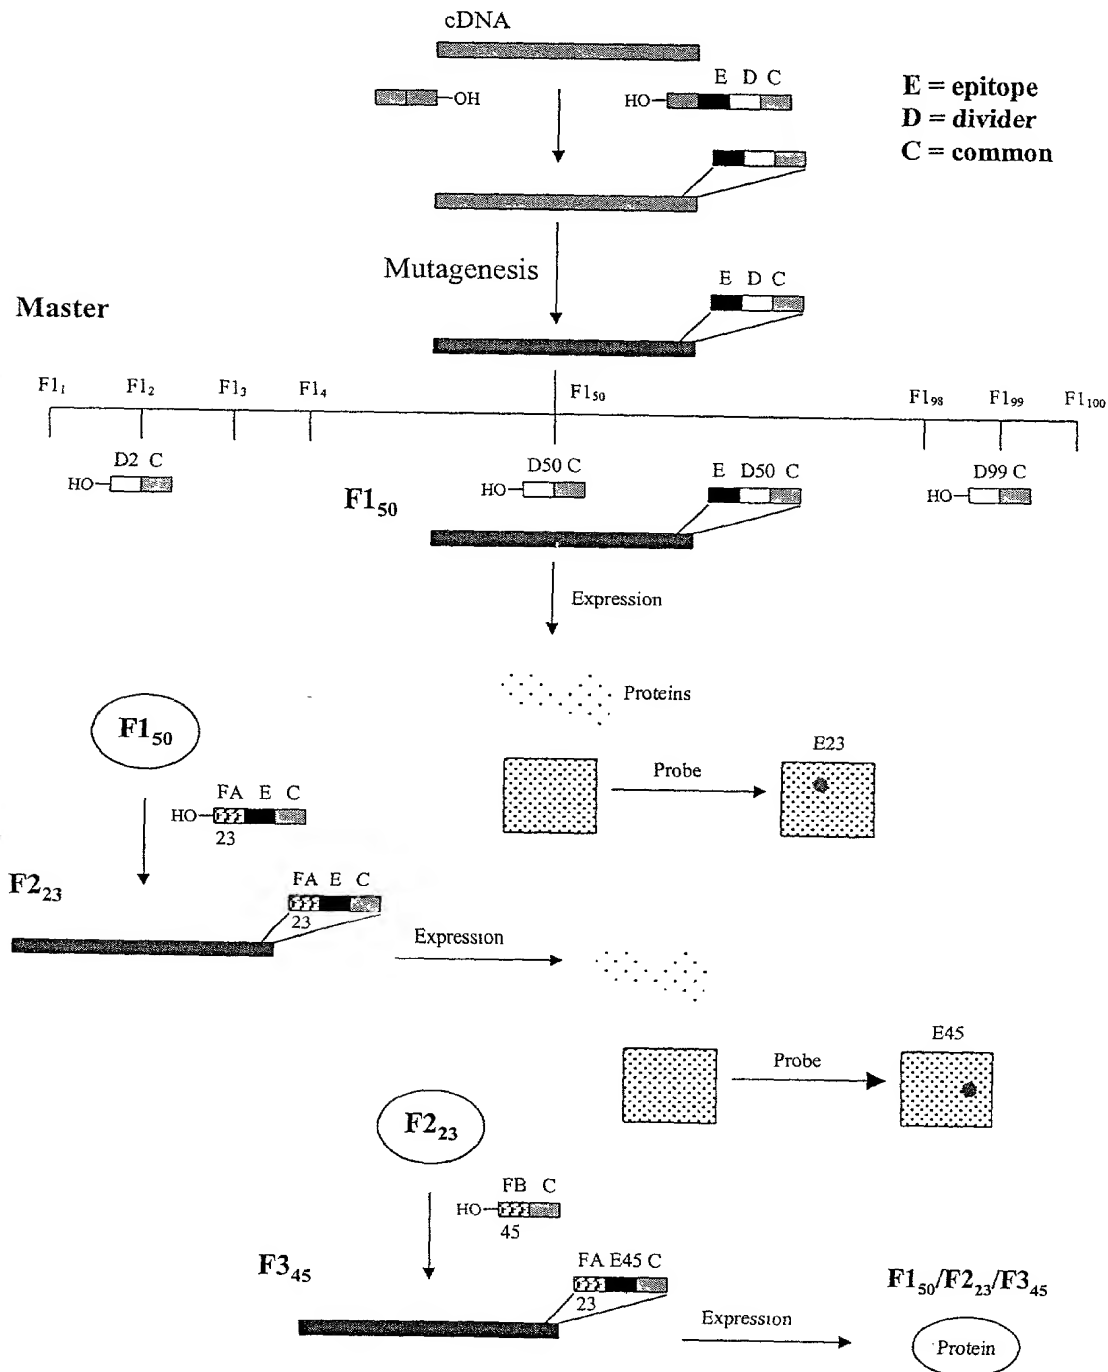 cDNA
E D C
OH
HO
E = epitope
D = divider
C = common
Mutagenesis
E D C
Master
F1₁ F1₂ F1₃ F1₄ F1₅₀ F1₉₈ F1₉₉ F1₁₀₀
D2 C
HO
D50 C
HO
E D50 C
D99 C
HO
F1₅₀
Expression
Proteins
F1₅₀
E23
Probe
FA E C
HO
23
F2₂₃
FA E C
23
Expression
E45
Probe
F2₂₃
FB C
HO
45
F3₄₅
FA E45 C
23
F1₅₀/F2₂₃/F3₄₅
Expression
Protein